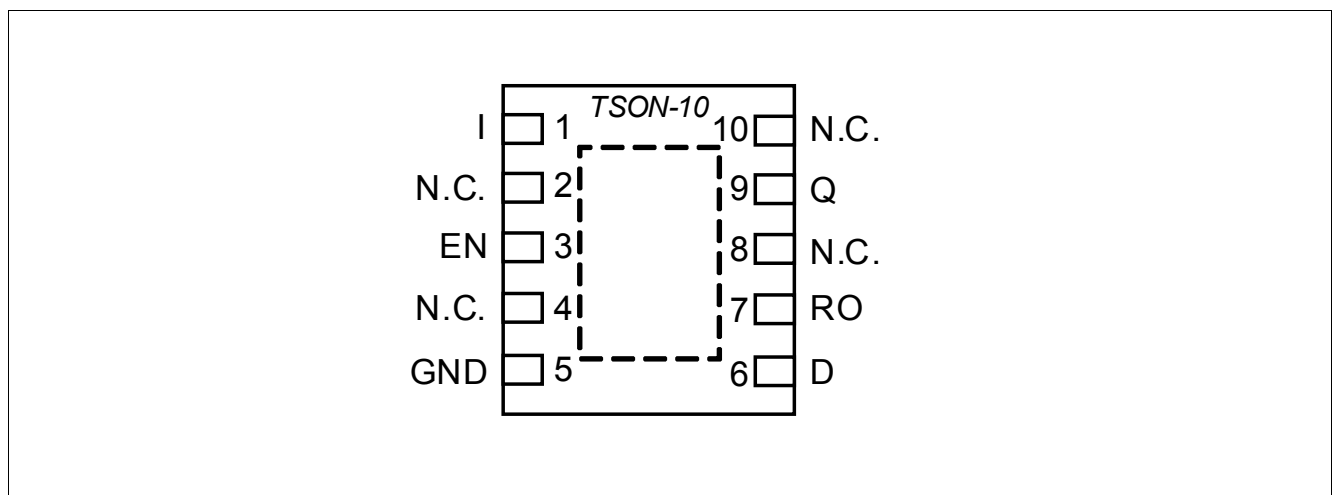 TSON-10
I 1 10 N.C.
N.C. 2 9 Q
EN 3 8 N.C.
N.C. 4 7 RO
GND 5 6 D